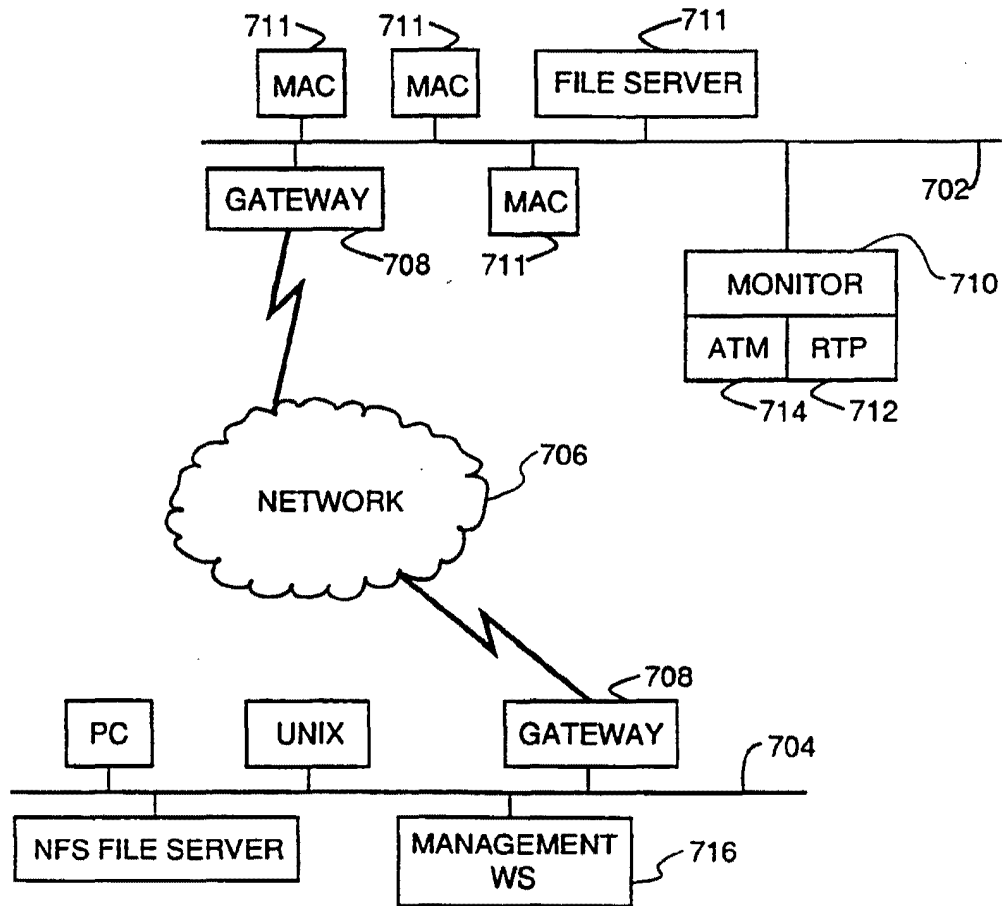 711 711 711
MAC MAC FILE SERVER
702
GATEWAY MAC
708 711
710
MONITOR
ATM RTP
714 712
706
NETWORK
708
PC UNIX GATEWAY
704
NFS FILE SERVER MANAGEMENT
WS
716